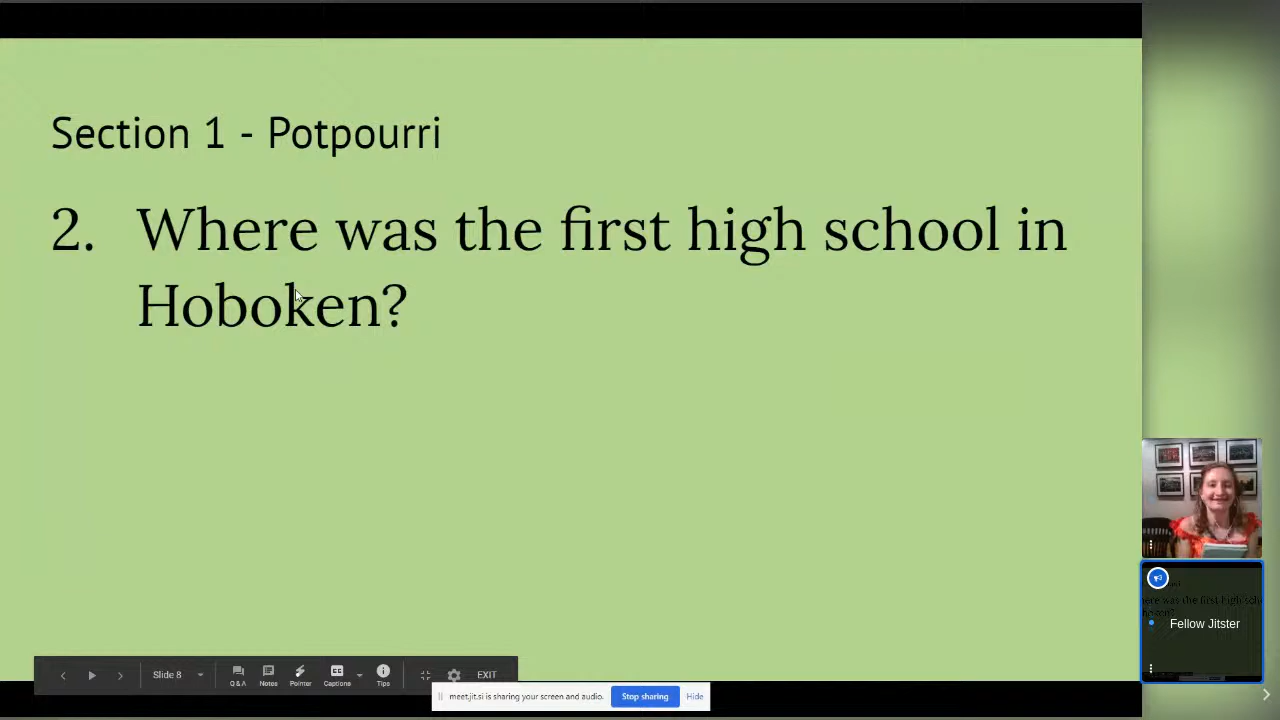 Section 1 - Potpourri
2. Where was the first high school in
Hoboken?
Slide 8
Q&A
Notes
Pointer
Captions
Tips
EXIT
meet.jit.si is sharing your screen and audio.
Stop sharing
Hide
Fellow Jitster